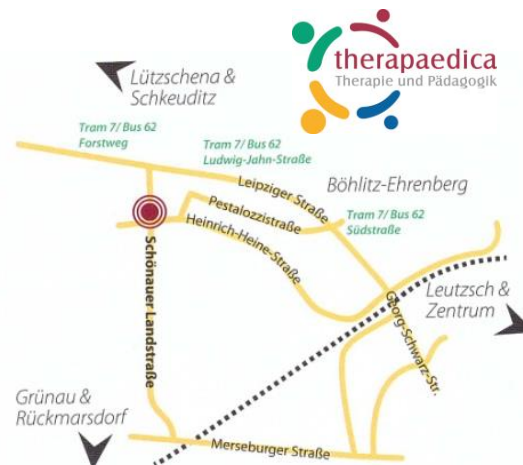 therapaedica
Therapie und Pädagogik
Lützschena &
Schkeuditz
Tram 7/ Bus 62
Forstweg
Tram 7/ Bus 62
Ludwig-Jahn-Straße
Leipziger Straße
Böhlitz-Ehrenberg
Pestalozzistraße
Tram 7/ Bus 62
Südstraße
Heinrich-Heine-Straße
Schönauer Landstraße
Leutzsch &
Zentrum
Georg-Schwarz-Str.
Grünau &
Rückmarsdorf
Merseburger Straße